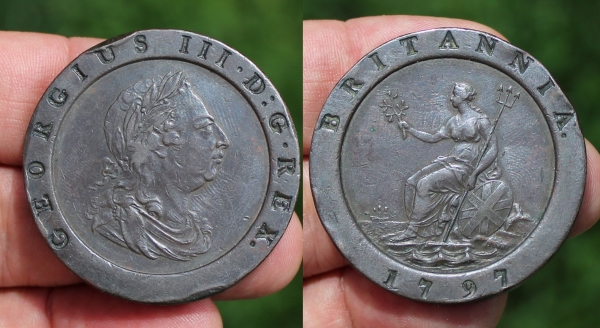 GEORGIUS III·D:G·REX.
BRITANNIA.
1797